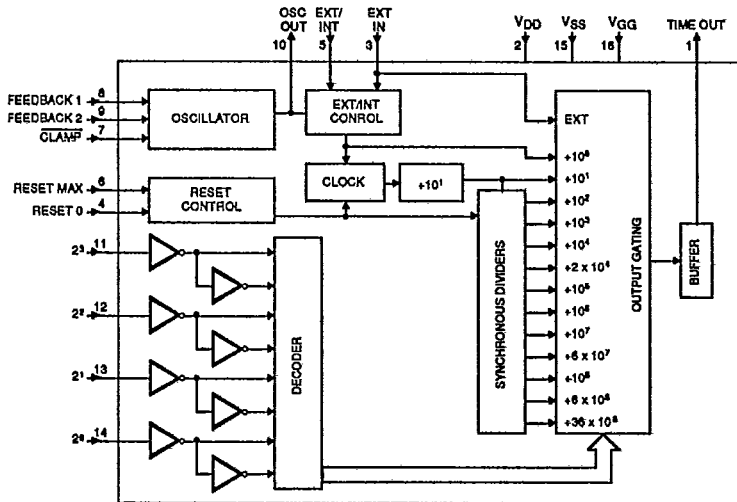 OSC OUT
10
EXT/ INT
5
EXT IN
3
VDD
2
VSS
15
VGG
16
TIME OUT
1
FEEDBACK 1
8
FEEDBACK 2
9
CLAMP
7
OSCILLATOR
EXT/INT
CONROL
RESET MAX
6
RESET 0
4
RESET
CONTROL
CLOCK
+10¹
2³
11
2²
12
2¹
13
2⁰
14
DECODER
SYNCHRONOUS DIVIDERS
EXT
+10⁰
+10¹
+10²
+10³
+10⁴
+2 x 10⁴
+10⁵
+10⁶
+10⁷
+6 x 10⁷
+10⁸
+6 x 10⁸
+36 x 10⁸
OUTPUT GATING
BUFFER